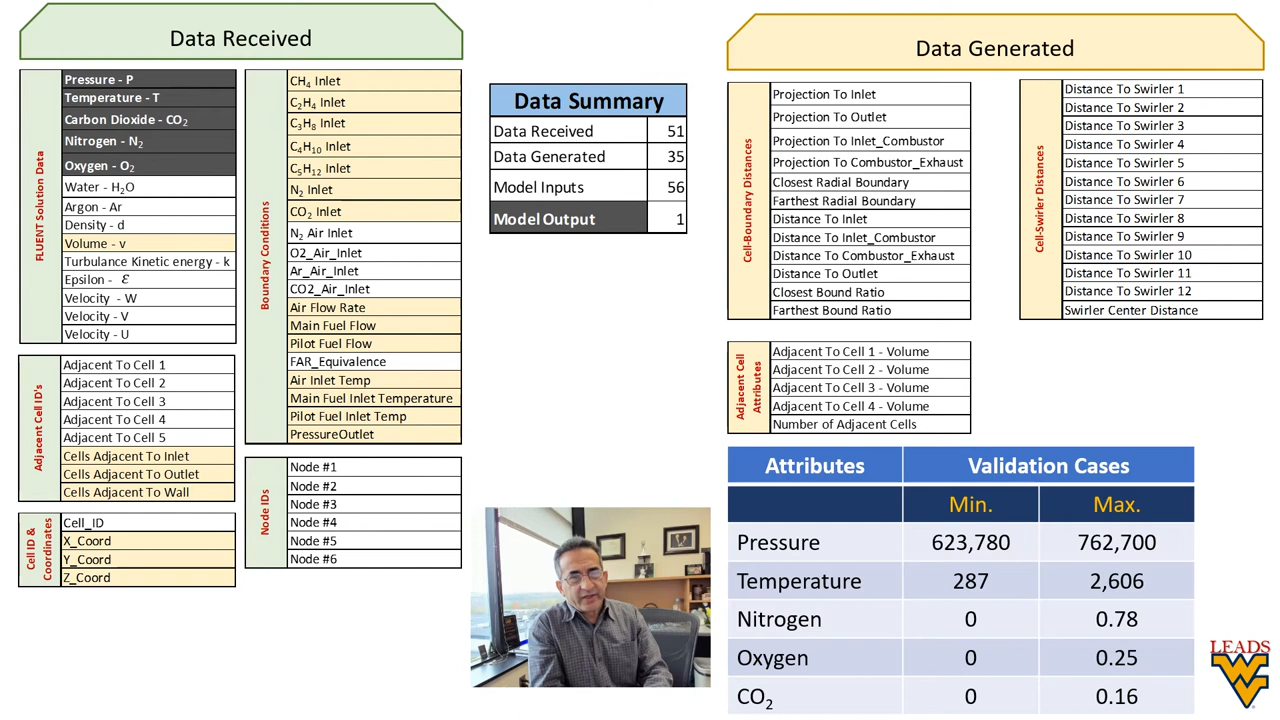 Data Received
FLUENT Solution Data
Pressure - P
Temperature - T
Carbon Dioxide - CO₂
Nitrogen - N₂
Oxygen - O₂
Water - H₂O
Argon - Ar
Density - d
Volume - v
Turbulance Kinetic energy - k
Epsilon - ℰ
Velocity - W
Velocity - V
Velocity - U
Adjacent Cell ID's
Adjacent To Cell 1
Adjacent To Cell 2
Adjacent To Cell 3
Adjacent To Cell 4
Adjacent To Cell 5
Cells Adjacent To Inlet
Cells Adjacent To Outlet
Cells Adjacent To Wall
Cell ID &
Coordinates
Cell_ID
X_Coord
Y_Coord
Z_Coord
Boundary Conditions
CH₄ Inlet
C₂H₄ Inlet
C₃H₈ Inlet
C₄H₁₀ Inlet
C₅H₁₂ Inlet
N₂ Inlet
CO₂ Inlet
N₂ Air Inlet
O2_Air_Inlet
Ar_Air_Inlet
CO2_Air_Inlet
Air Flow Rate
Main Fuel Flow
Pilot Fuel Flow
FAR_Equivalence
Air Inlet Temp
Main Fuel Inlet Temperature
Pilot Fuel Inlet Temp
PressureOutlet
Node IDs
Node #1
Node #2
Node #3
Node #4
Node #5
Node #6
Data Summary
Data Received 51
Data Generated 35
Model Inputs 56
Model Output 1
Data Generated
Cell-Boundary Distances
Projection To Inlet
Projection To Outlet
Projection To Inlet_Combustor
Projection To Combustor_Exhaust
Closest Radial Boundary
Farthest Radial Boundary
Distance To Inlet
Distance To Inlet_Combustor
Distance To Combustor_Exhaust
Distance To Outlet
Closest Bound Ratio
Farthest Bound Ratio
Cell-Swirler Distances
Distance To Swirler 1
Distance To Swirler 2
Distance To Swirler 3
Distance To Swirler 4
Distance To Swirler 5
Distance To Swirler 6
Distance To Swirler 7
Distance To Swirler 8
Distance To Swirler 9
Distance To Swirler 10
Distance To Swirler 11
Distance To Swirler 12
Swirler Center Distance
Adjacent Cell
Attributes
Adjacent To Cell 1 - Volume
Adjacent To Cell 2 - Volume
Adjacent To Cell 3 - Volume
Adjacent To Cell 4 - Volume
Number of Adjacent Cells
Attributes Validation Cases
Min. Max.
Pressure 623,780 762,700
Temperature 287 2,606
Nitrogen 0 0.78
Oxygen 0 0.25
CO₂ 0 0.16
LEADS
WV